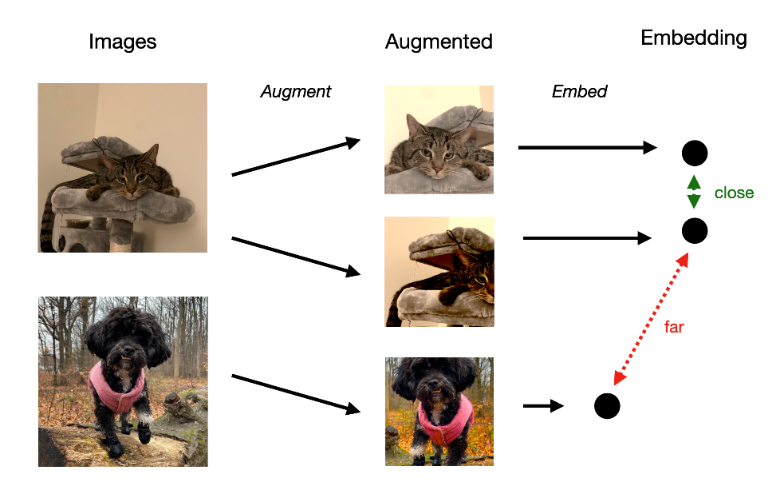 Images
Augmented
Embedding
Augment
Embed
close
far